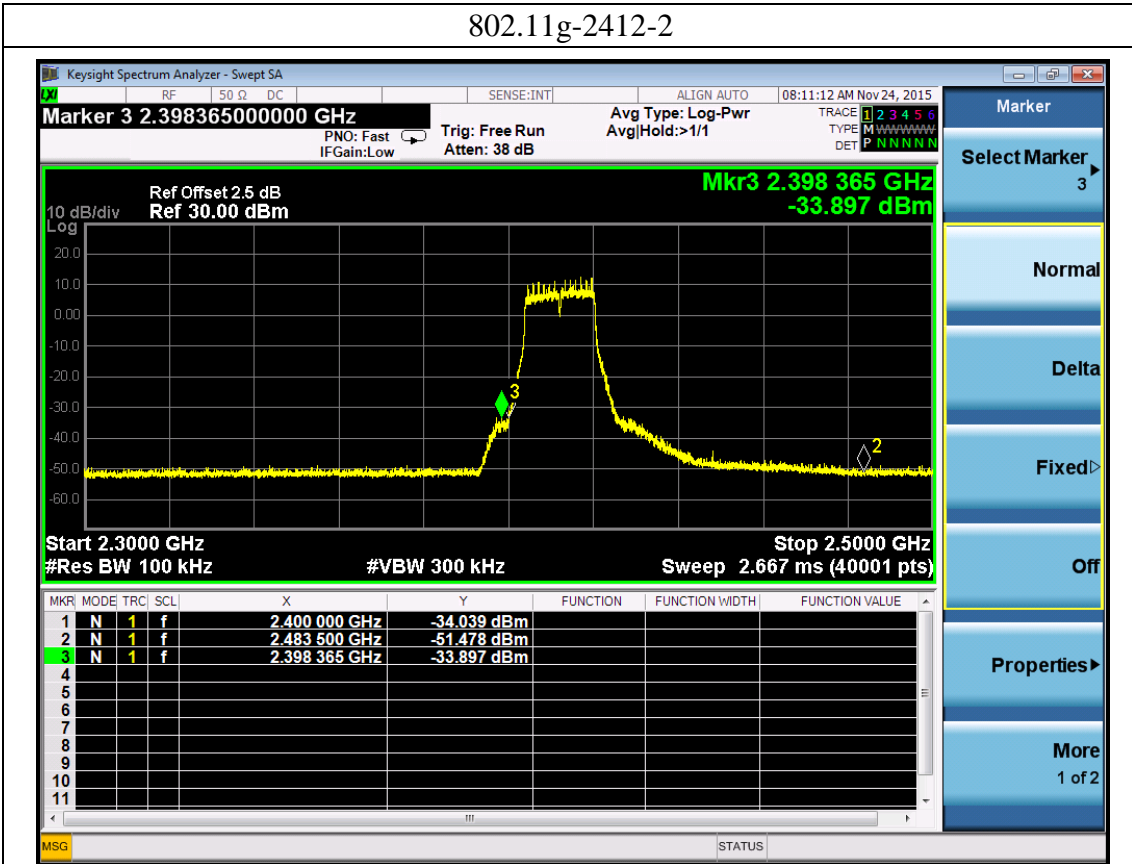 802.11g-2412-2
Keysight Spectrum Analyzer - Swept SA
LXI RF 50 Ω DC SENSE:INT ALIGN AUTO 08:11:12 AM Nov 24, 2015
Marker 3 2.398365000000 GHz
PNO: Fast
IFGain:Low
Trig: Free Run
Atten: 38 dB
Avg Type: Log-Pwr
Avg|Hold:>1/1
TRACE 1 2 3 4 5 6
TYPE M WWWWW
DET P N N N N N
Mkr3 2.398 365 GHz
-33.897 dBm
Ref Offset 2.5 dB
10 dB/div Ref 30.00 dBm
Log
20.0
10.0
0.00
-10.0
-20.0
-30.0
-40.0
-50.0
-60.0
3
2
Start 2.3000 GHz Stop 2.5000 GHz
#Res BW 100 kHz #VBW 300 kHz Sweep 2.667 ms (40001 pts)
MKR MODE TRC SCL X Y FUNCTION FUNCTION WIDTH FUNCTION VALUE
1 N 1 f 2.400 000 GHz -34.039 dBm
2 N 1 f 2.483 500 GHz -51.478 dBm
3 N 1 f 2.398 365 GHz -33.897 dBm
4
5
6
7
8
9
10
11
MSG STATUS
Marker
Select Marker
3
Normal
Delta
Fixed
Off
Properties
More
1 of 2